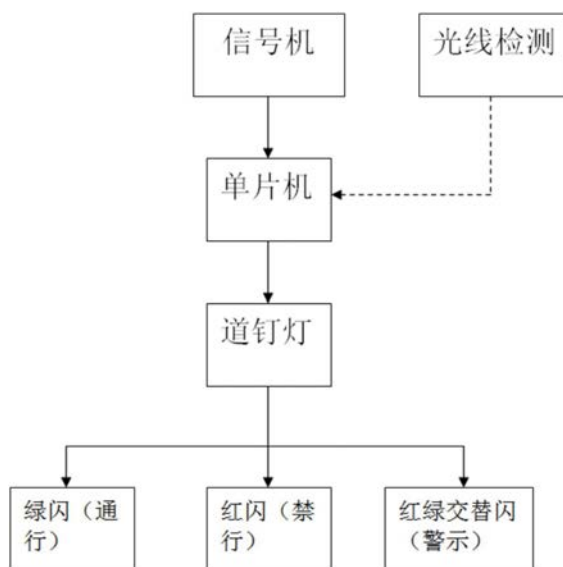 信号机
光线检测
单片机
道钉灯
绿闪（通
行）
红闪（禁
行）
红绿交替闪
（警示）